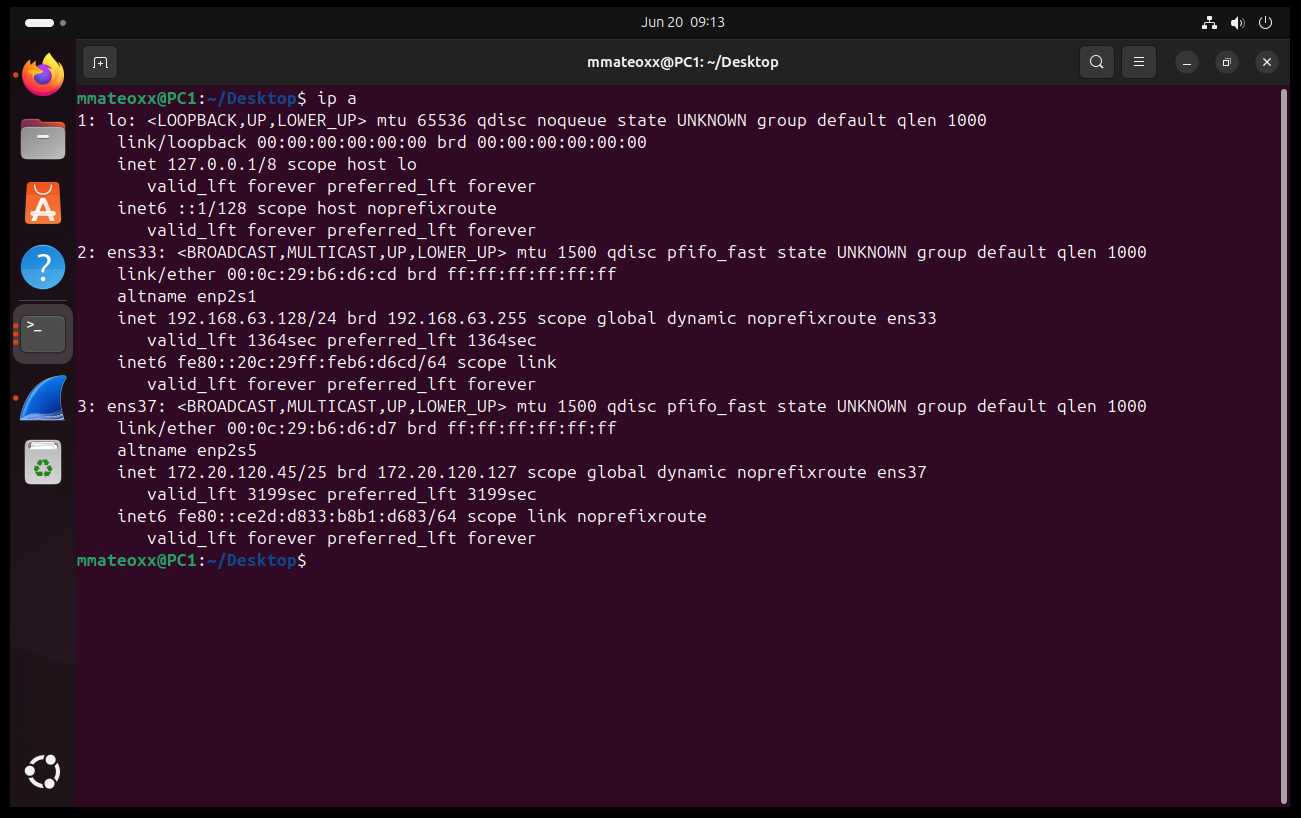 Jun 20 09:13
mmateoxx@PC1: ~/Desktop
mmateoxx@PC1:~/Desktop$ ip a
1: lo: <LOOPBACK,UP,LOWER_UP> mtu 65536 qdisc noqueue state UNKNOWN group default qlen 1000
    link/loopback 00:00:00:00:00:00 brd 00:00:00:00:00:00
    inet 127.0.0.1/8 scope host lo
       valid_lft forever preferred_lft forever
    inet6 ::1/128 scope host noprefixroute
       valid_lft forever preferred_lft forever
2: ens33: <BROADCAST,MULTICAST,UP,LOWER_UP> mtu 1500 qdisc pfifo_fast state UNKNOWN group default qlen 1000
    link/ether 00:0c:29:b6:d6:cd brd ff:ff:ff:ff:ff:ff
    altname enp2s1
    inet 192.168.63.128/24 brd 192.168.63.255 scope global dynamic noprefixroute ens33
       valid_lft 1364sec preferred_lft 1364sec
    inet6 fe80::20c:29ff:feb6:d6cd/64 scope link
       valid_lft forever preferred_lft forever
3: ens37: <BROADCAST,MULTICAST,UP,LOWER_UP> mtu 1500 qdisc pfifo_fast state UNKNOWN group default qlen 1000
    link/ether 00:0c:29:b6:d6:d7 brd ff:ff:ff:ff:ff:ff
    altname enp2s5
    inet 172.20.120.45/25 brd 172.20.120.127 scope global dynamic noprefixroute ens37
       valid_lft 3199sec preferred_lft 3199sec
    inet6 fe80::ce2d:d833:b8b1:d683/64 scope link noprefixroute
       valid_lft forever preferred_lft forever
mmateoxx@PC1:~/Desktop$